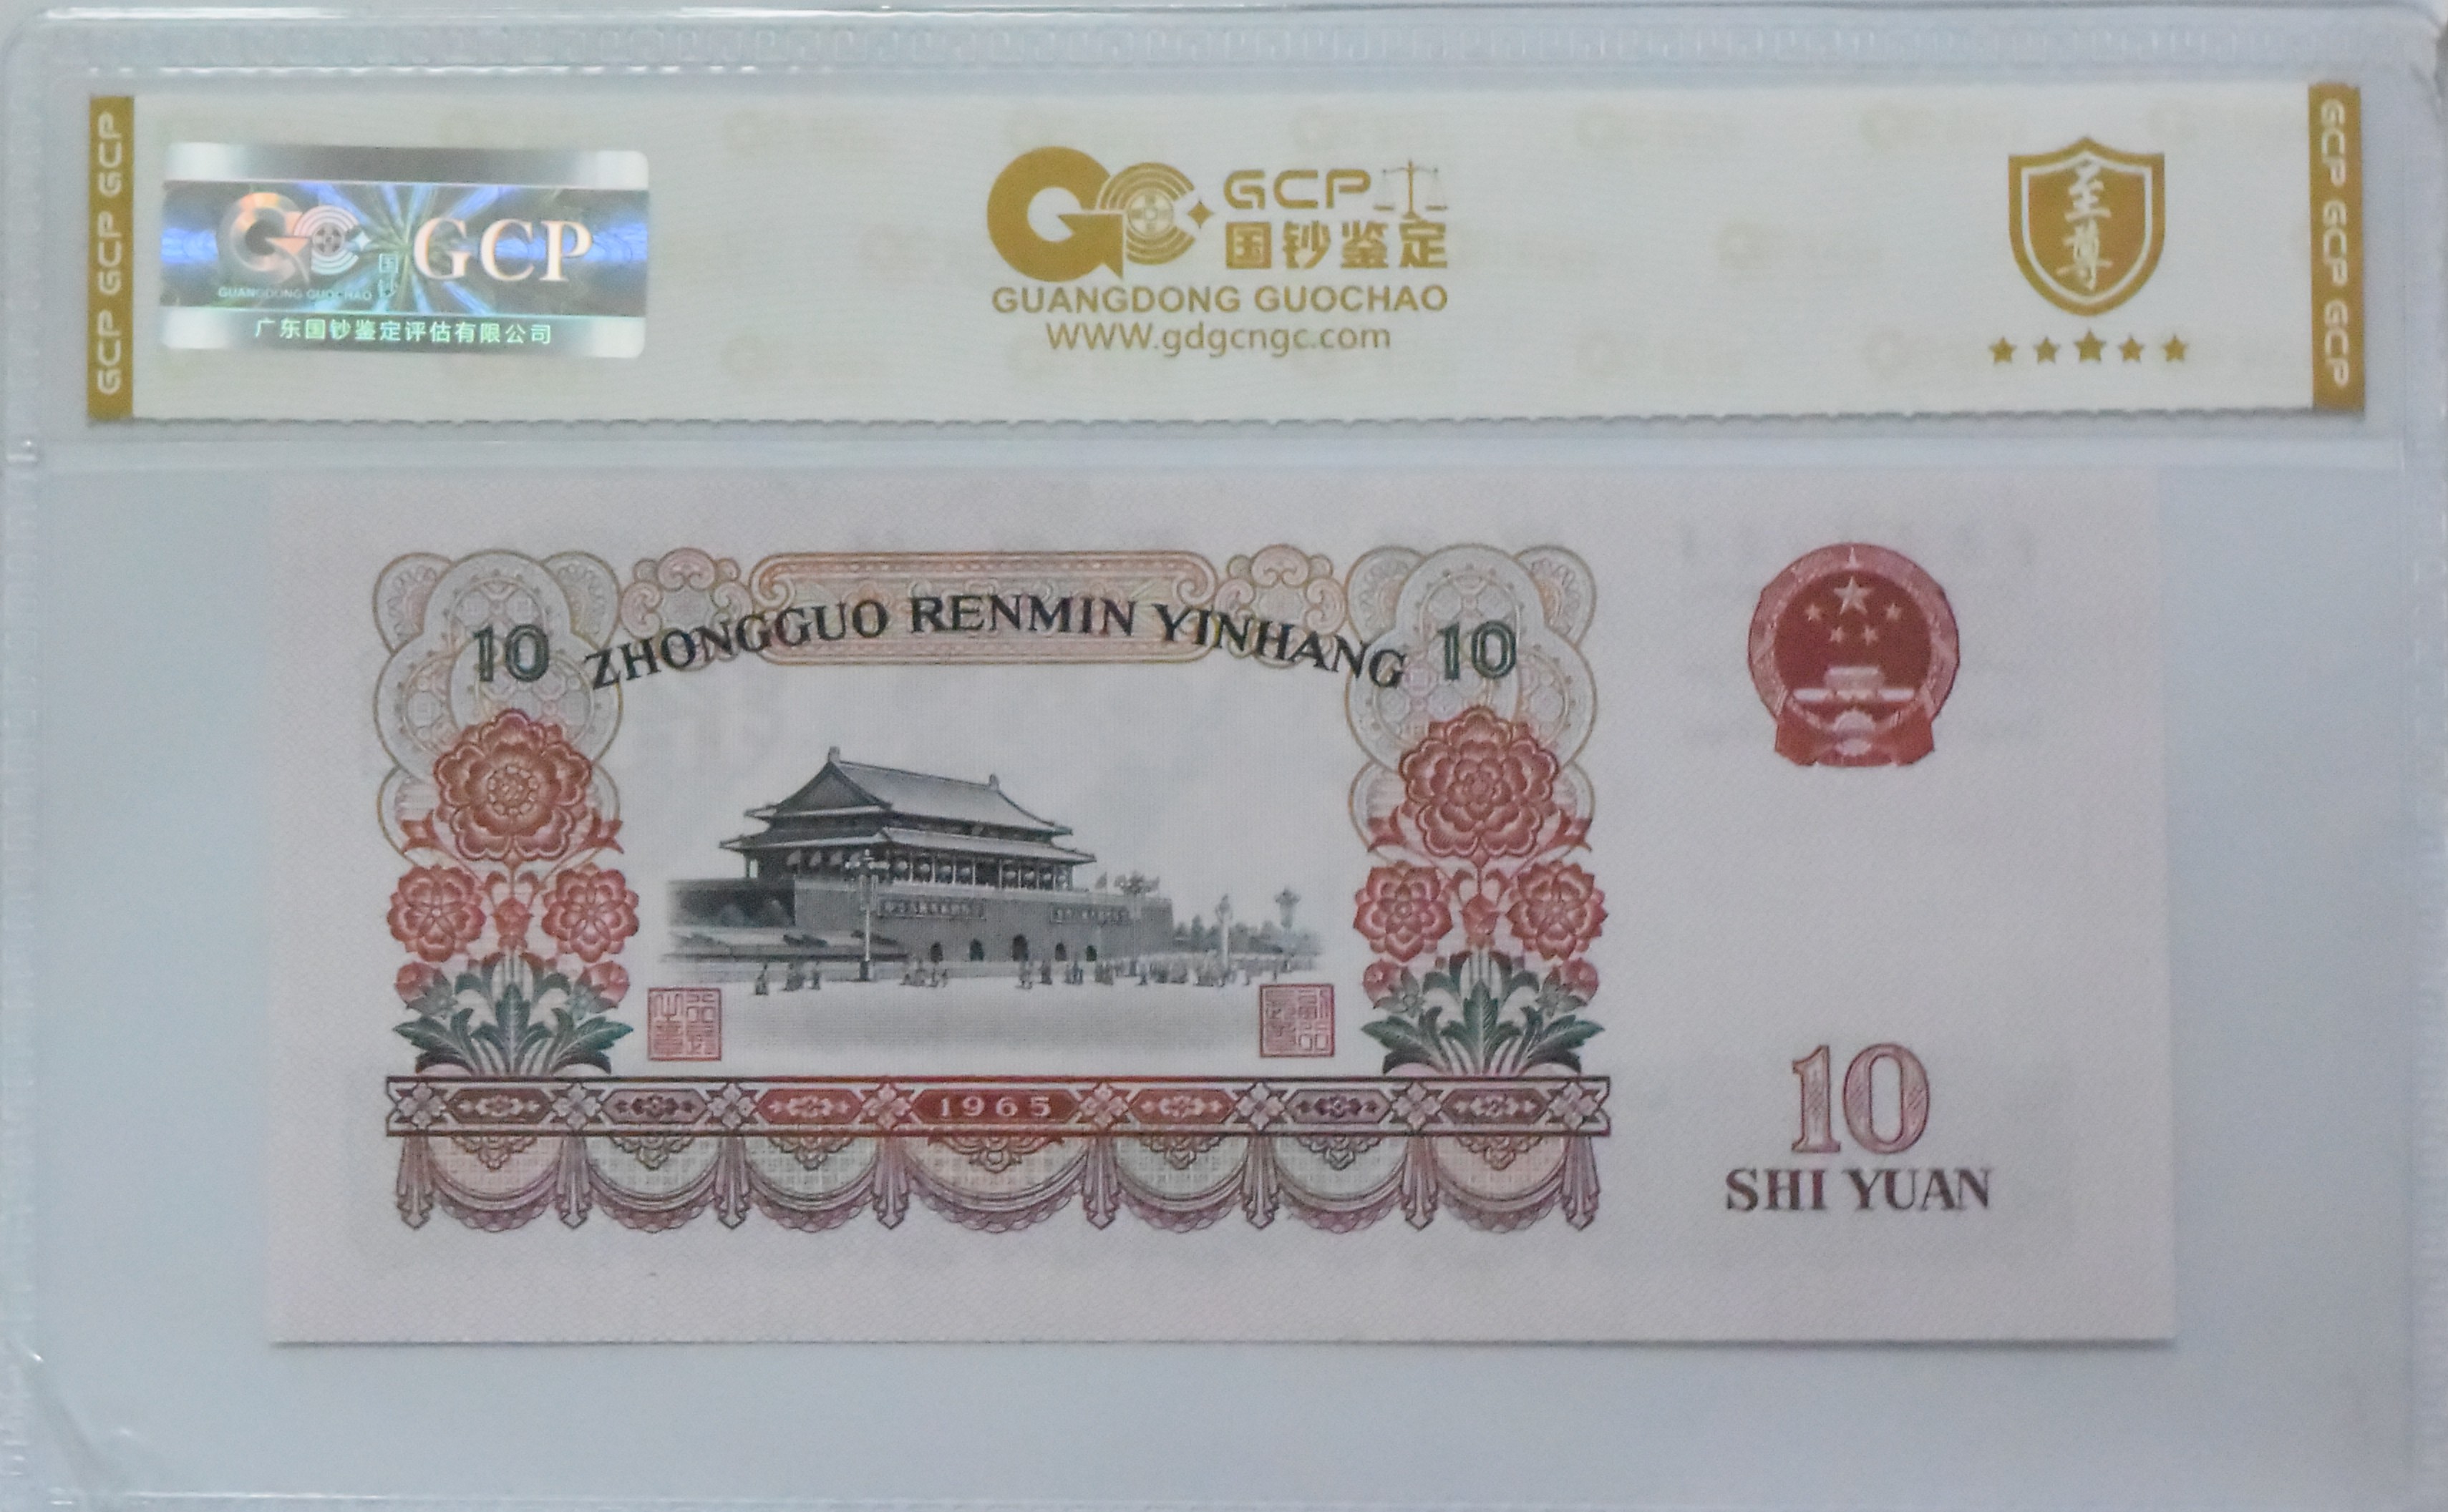 GCP GCP GCP
GCP
GUANGDONG GUOCHAO
国钞
广东国钞鉴定评估有限公司
GCP
国钞鉴定
GUANGDONG GUOCHAO
WWW.gdgcngc.com
至尊
GCP GCP GCP
10 ZHONGGUO RENMIN YINHANG 10
1965
10
SHI YUAN